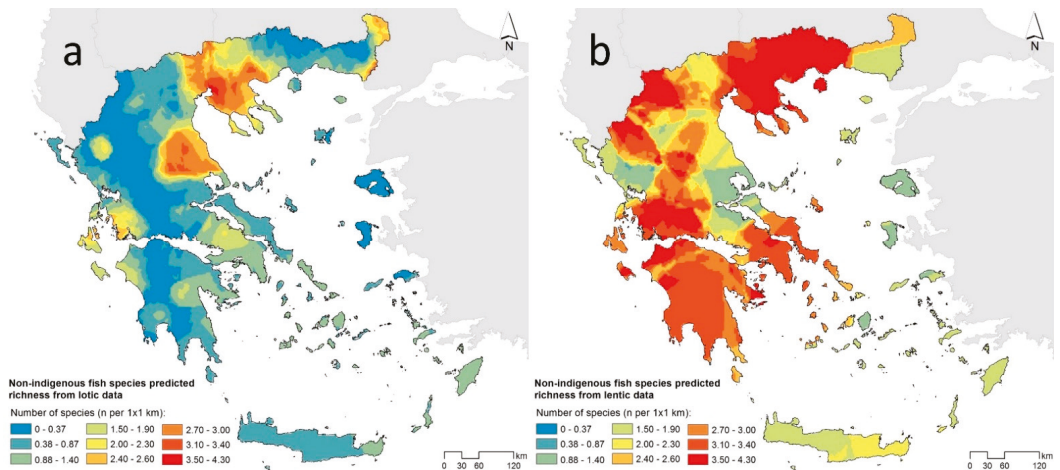 a
N
Non-indigenous fish species predicted
richness from lotic data
Number of species (n per 1x1 km):
0 - 0.37
1.50 - 1.90
2.70 - 3.00
0.38 - 0.87
2.00 - 2.30
3.10 - 3.40
0.88 - 1.40
2.40 - 2.60
3.50 - 4.30
km
0 30 60 120
b
N
Non-indigenous fish species predicted
richness from lentic data
Number of species (n per 1x1 km):
0 - 0.37
1.50 - 1.90
2.70 - 3.00
0.38 - 0.87
2.00 - 2.30
3.10 - 3.40
0.88 - 1.40
2.40 - 2.60
3.50 - 4.30
km
0 30 60 120